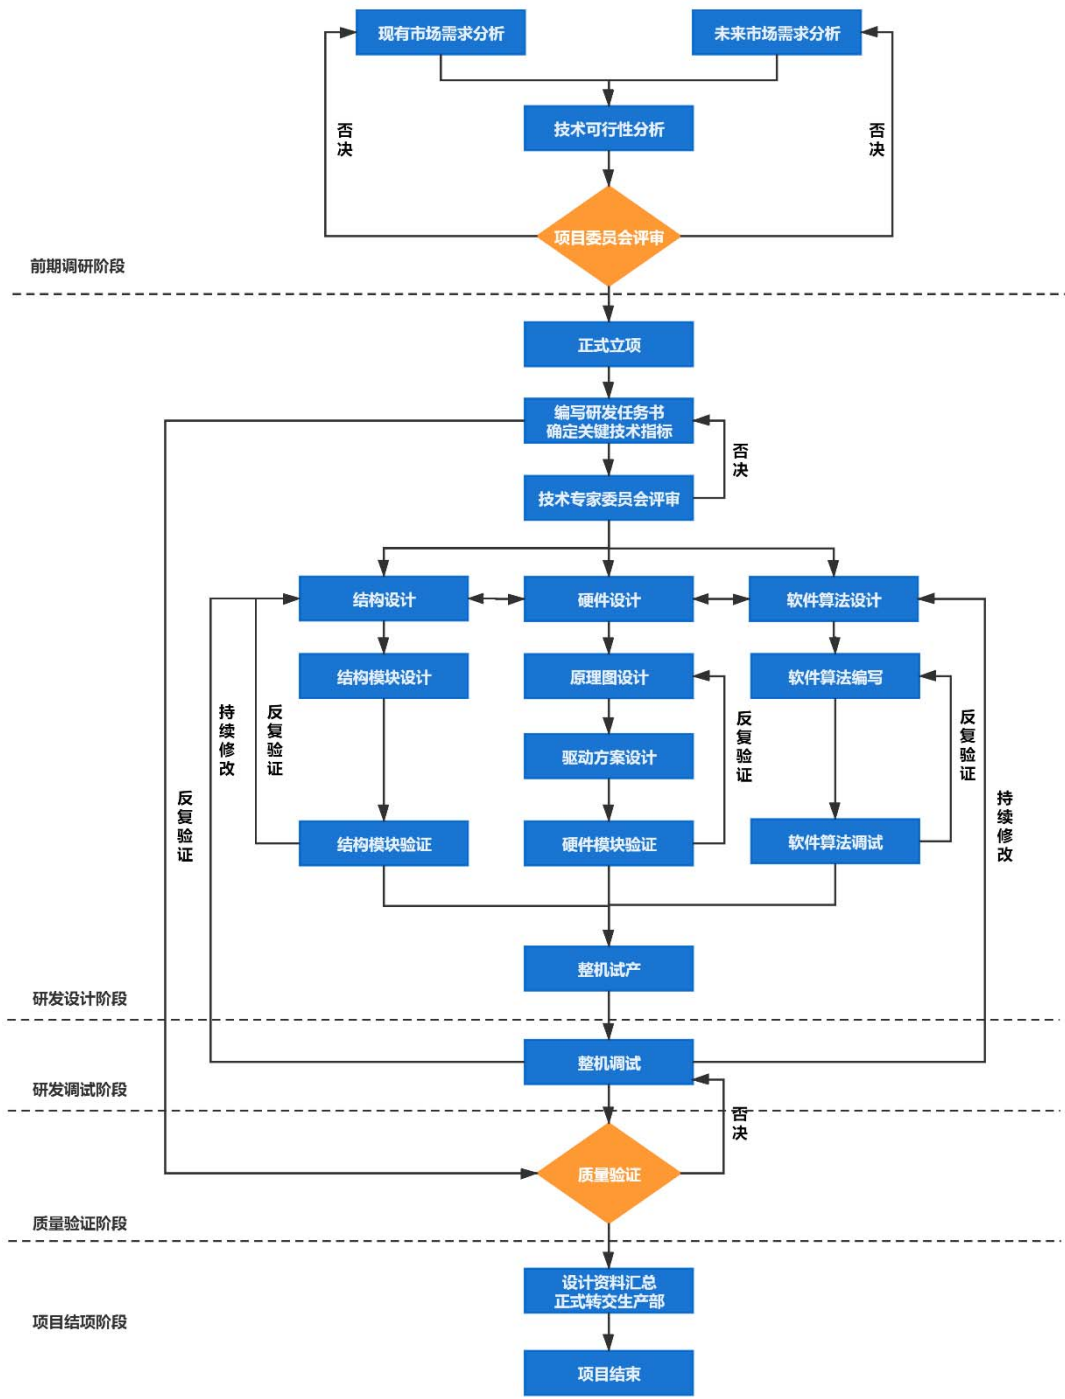 现有市场需求分析
未来市场需求分析
否决
否决
技术可行性分析
项目委员会评审
前期调研阶段
正式立项
编写研发任务书
确定关键技术指标
否决
技术专家委员会评审
结构设计
硬件设计
软件算法设计
结构模块设计
原理图设计
软件算法编写
持续修改
反复验证
反复验证
反复验证
驱动方案设计
反复验证
持续修改
结构模块验证
硬件模块验证
软件算法调试
整机试产
研发设计阶段
整机调试
研发调试阶段
否决
质量验证
质量验证阶段
设计资料汇总
正式转交生产部
项目结项阶段
项目结束